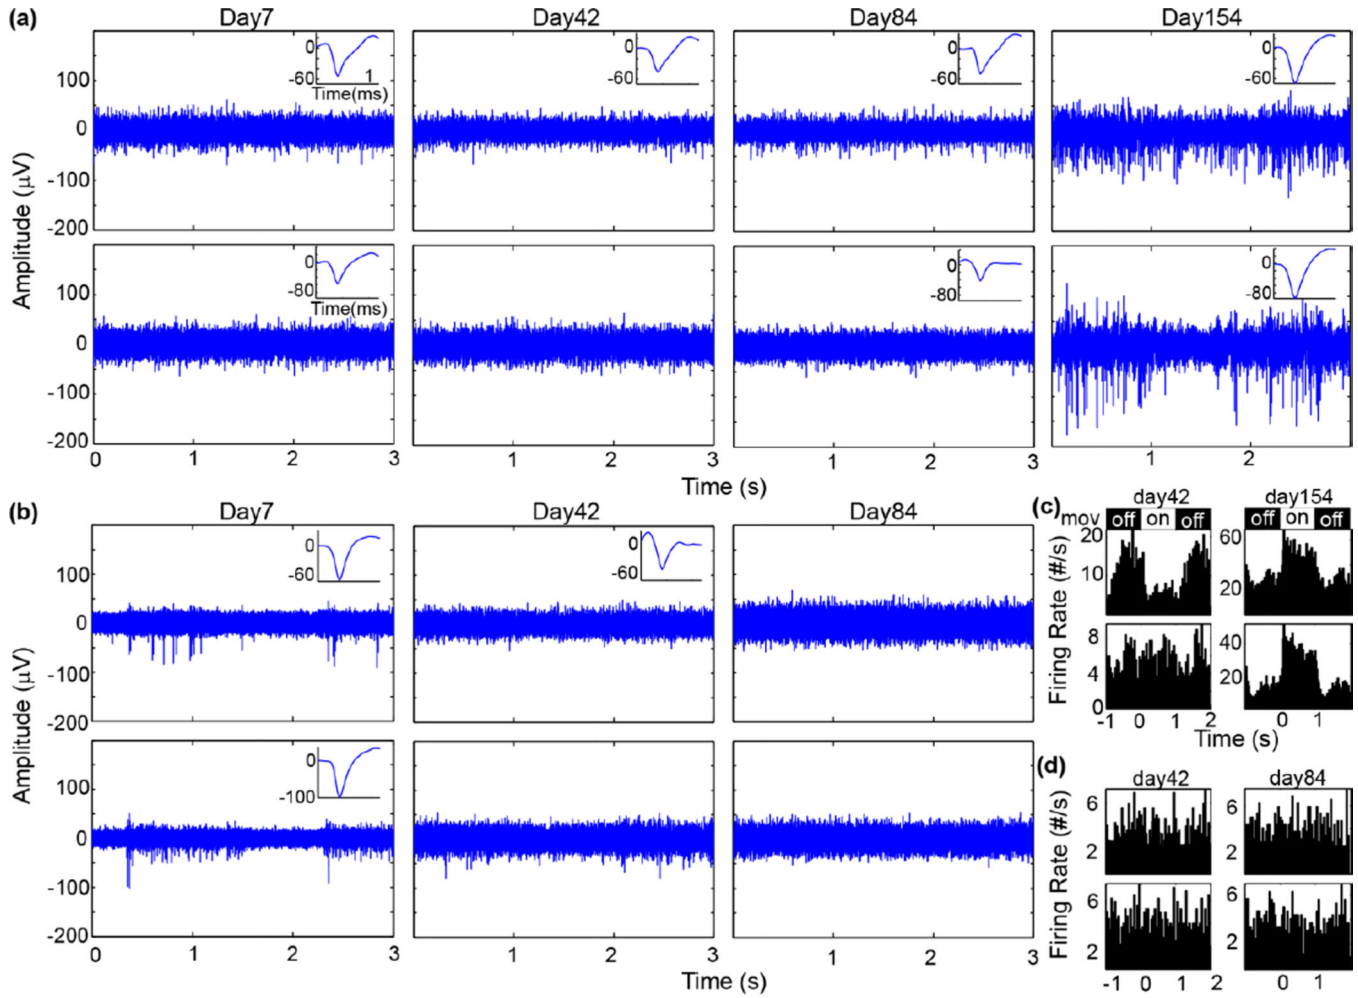 (a) Day7 Day42 Day84 Day154
0 0 0 0
-60 1 -60 -60 -60
Time(ms)
100
0
-100
-200
0 0 0
-80 -80 -80
Time(ms)
100
0
-100
-200
Amplitude (μV)
0 1 2 3 1 2 3 1 2 3 1 2
Time (s)
(b) Day7 Day42 Day84
0 0
-60 -60
100
0
-100
-200
0
-100
100
0
-100
-200
Amplitude (μV)
0 1 2 3 1 2 3 1 2 3
Time (s)
(c) day42 day154
mov off on off off on off
20 60
10 20
8 40
4 20
0
Firing Rate (#/s)
-1 0 1 2 0 1
Time (s)
(d) day42 day84
6 6
2 2
6 6
2 2
Firing Rate (#/s)
-1 0 1 2 0 1
Time (s)